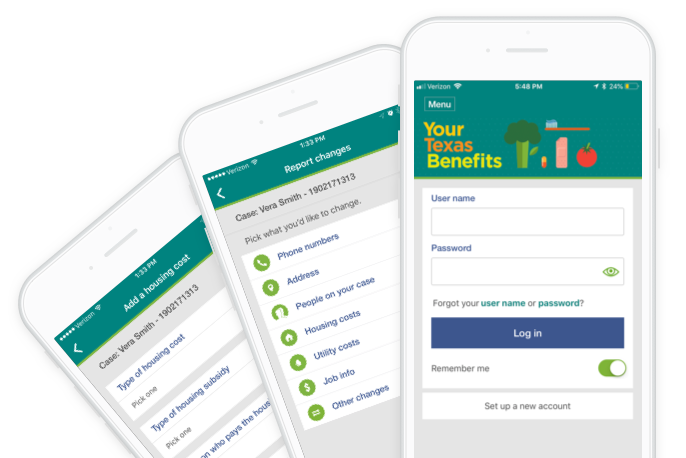 Verizon
1:33 PM
Add a housing cost
Case: Vera Smith - 1902171313
Type of housing cost
Pick one
Type of housing subsidy
Pick one
who pays the
Verizon
1:33 PM
Report changes
Case: Vera Smith - 1902171313
Pick what you'd like to change.
Phone numbers
Address
People on your case
Housing costs
Utility costs
Job info
$
Other changes
Verizon
5:48 PM
24%
Menu
Your
Texas
Benefits
User name
Password
Forgot your user name or password?
Log in
Remember me
Set up a new account